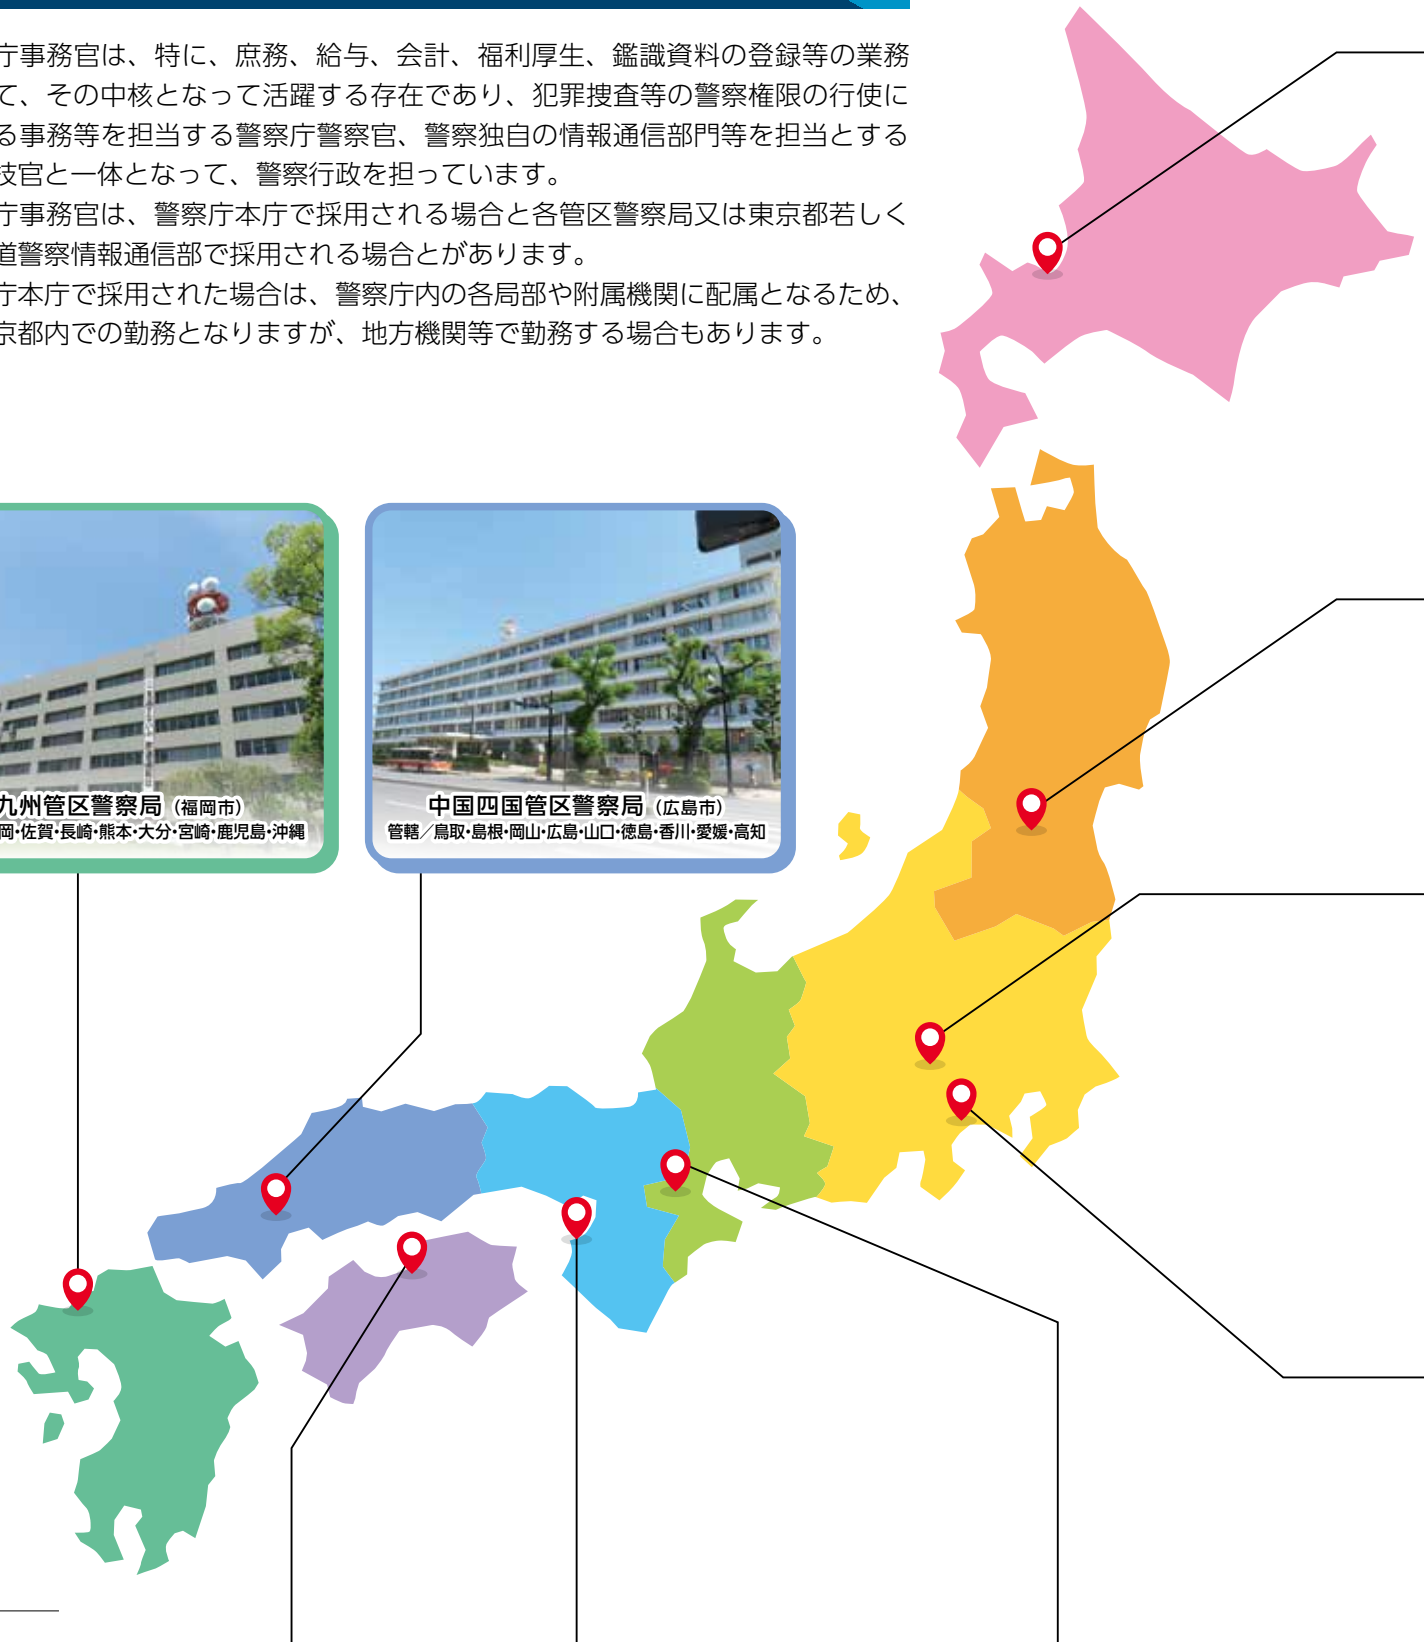 庁事務官は、特に、庶務、給与、会計、福利厚生、鑑識資料の登録等の業務
て、その中核となって活躍する存在であり、犯罪捜査等の警察権限の行使に
る事務等を担当する警察庁警察官、警察独自の情報通信部門等を担当とする
技官と一体となって、警察行政を担っています。
庁事務官は、警察庁本庁で採用される場合と各管区警察局又は東京都若しく
道警察情報通信部で採用される場合とがあります。
庁本庁で採用された場合は、警察庁内の各局部や附属機関に配属となるため、
京都内での勤務となりますが、地方機関等で勤務する場合もあります。
九州管区警察局（福岡市）
岡・佐賀・長崎・熊本・大分・宮崎・鹿児島・沖縄
中国四国管区警察局（広島市）
管轄／鳥取・島根・岡山・広島・山口・徳島・香川・愛媛・高知